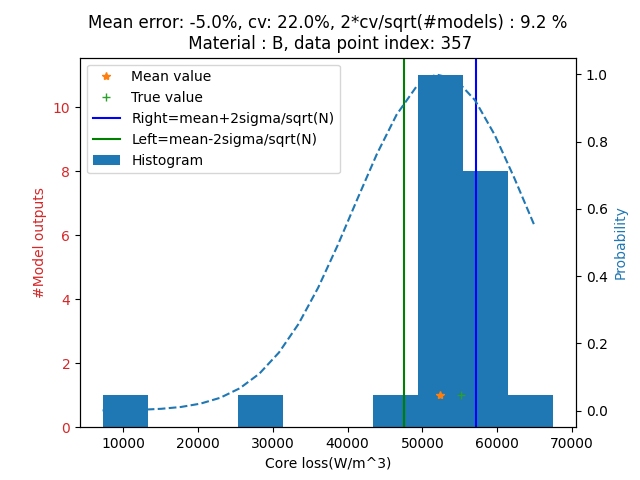 Mean error: -5.0%, cv: 22.0%, 2*cv/sqrt(#models) : 9.2 %
Material : B, data point index: 357
Mean value
True value
Right=mean+2sigma/sqrt(N)
Left=mean-2sigma/sqrt(N)
Histogram
#Model outputs
0
2
4
6
8
10
Probability
0.0
0.2
0.4
0.6
0.8
1.0
10000 20000 30000 40000 50000 60000 70000
Core loss(W/m^3)